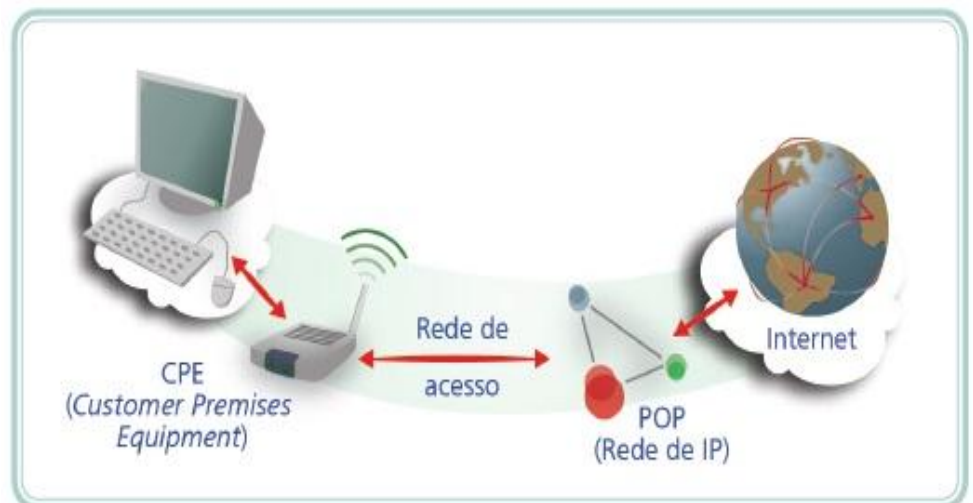 CPE
(Customer Premises
Equipment)
Rede de
acesso
POP
(Rede de IP)
Internet